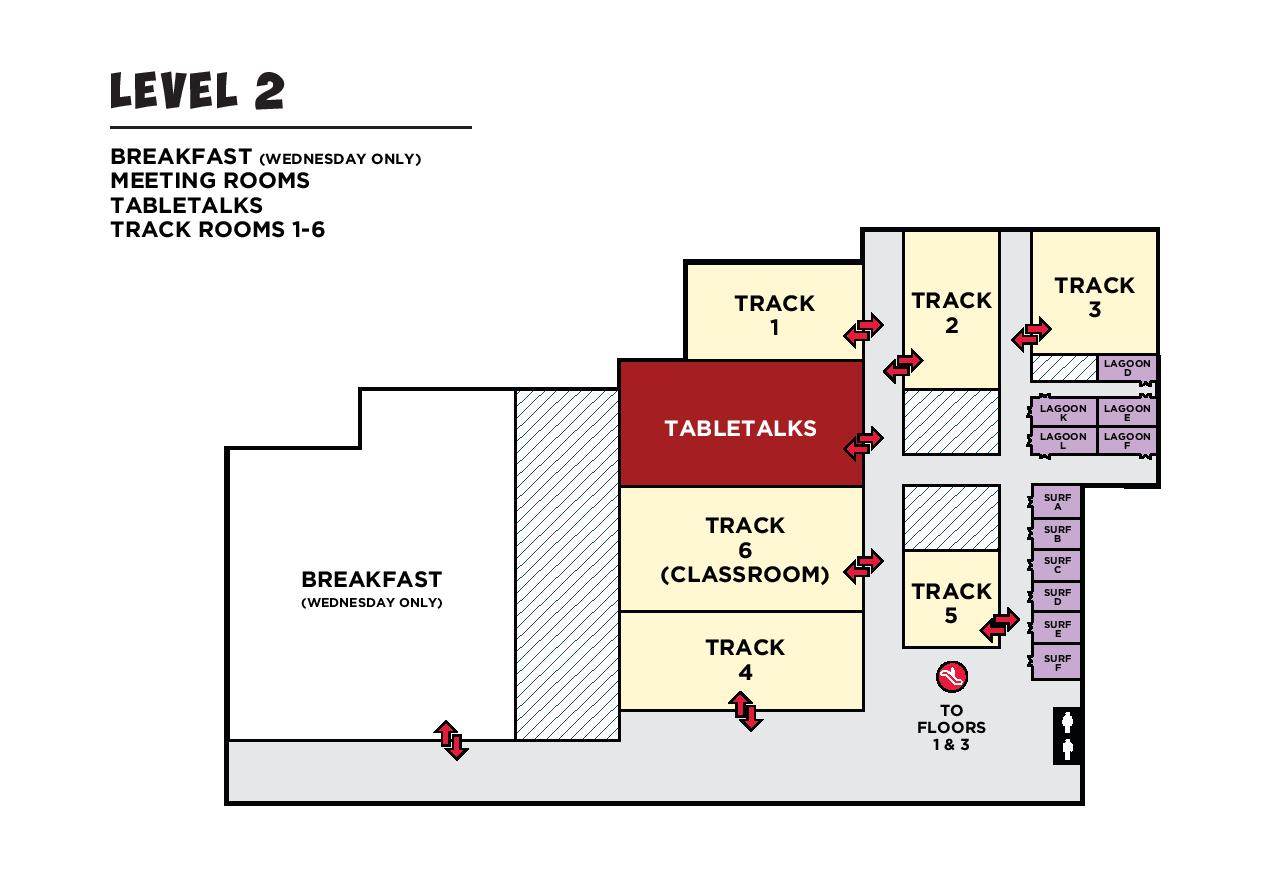 LEVEL 2
BREAKFAST (WEDNESDAY ONLY)
MEETING ROOMS
TABLETALKS
TRACK ROOMS 1-6
TRACK
1
TRACK
2
TRACK
3
LAGOON
D
LAGOON
K
LAGOON
E
LAGOON
L
LAGOON
F
TABLETALKS
TRACK
6
(CLASSROOM)
TRACK
4
TRACK
5
SURF
A
SURF
B
SURF
C
SURF
D
SURF
E
SURF
F
BREAKFAST
(WEDNESDAY ONLY)
TO
FLOORS
1 & 3